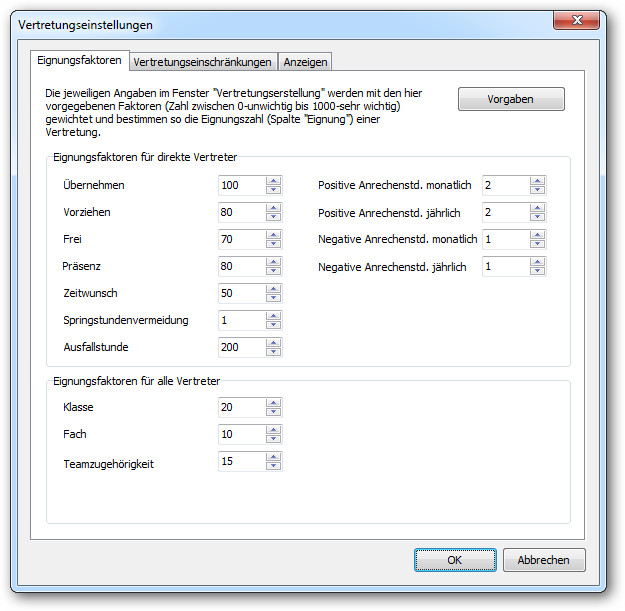 Vertretungseinstellungen
Eignungsfaktoren Vertretungseinschränkungen Anzeigen
Die jeweiligen Angaben im Fenster "Vertretungserstellung" werden mit den hier
vorgegebenen Faktoren (Zahl zwischen 0-unwichtig bis 1000-sehr wichtig)
gewichtet und bestimmen so die Eignungszahl (Spalte "Eignung") einer
Vertretung.
Vorgaben
Eignungsfaktoren für direkte Vertreter
Übernehmen 100 Positive Anrechenstd. monatlich 2
Vorziehen 80 Positive Anrechenstd. jährlich 2
Frei 70 Negative Anrechenstd. monatlich 1
Präsenz 80 Negative Anrechenstd. jährlich 1
Zeitwunsch 50
Springstundenvermeidung 1
Ausfallstunde 200
Eignungsfaktoren für alle Vertreter
Klasse 20
Fach 10
Teamzugehörigkeit 15
OK Abbrechen